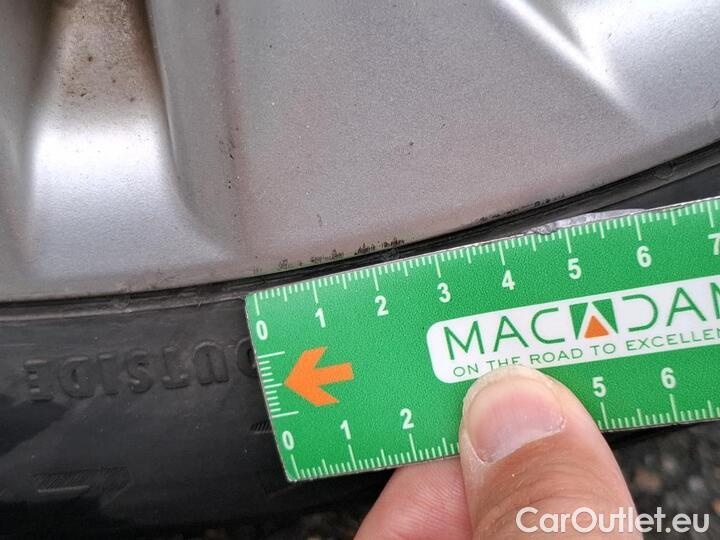 OUTSIDE
0 1 2 3 4 5 6 7
MACADAM
ON THE ROAD TO EXCELLE
0 1 2 5 6
CarOutlet.eu